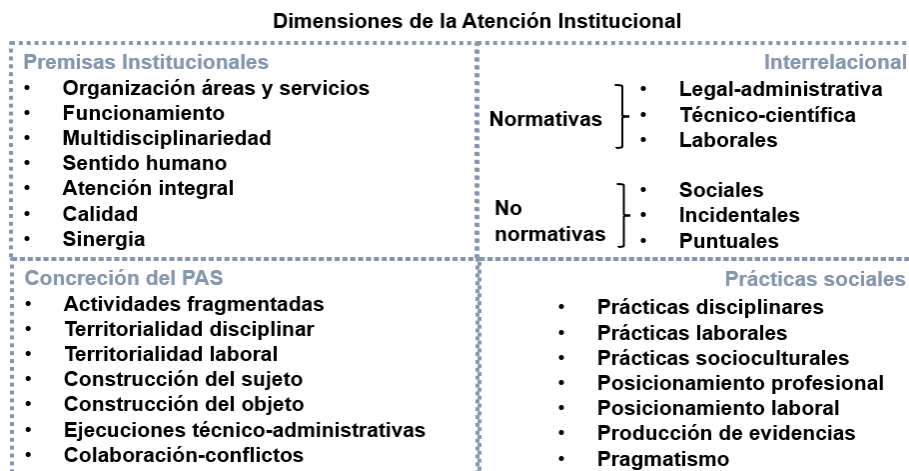 Dimensiones de la Atención Institucional
Premisas Institucionales
• Organización áreas y servicios
• Funcionamiento
• Multidisciplinariedad
• Sentido humano
• Atención integral
• Calidad
• Sinergia
Interrelacional
Normativas
• Legal-administrativa
• Técnico-científica
• Laborales
No
normativas
• Sociales
• Incidentales
• Puntuales
Concreción del PAS
• Actividades fragmentadas
• Territorialidad disciplinar
• Territorialidad laboral
• Construcción del sujeto
• Construcción del objeto
• Ejecuciones técnico-administrativas
• Colaboración-conflictos
Prácticas sociales
• Prácticas disciplinares
• Prácticas laborales
• Prácticas socioculturales
• Posicionamiento profesional
• Posicionamiento laboral
• Producción de evidencias
• Pragmatismo